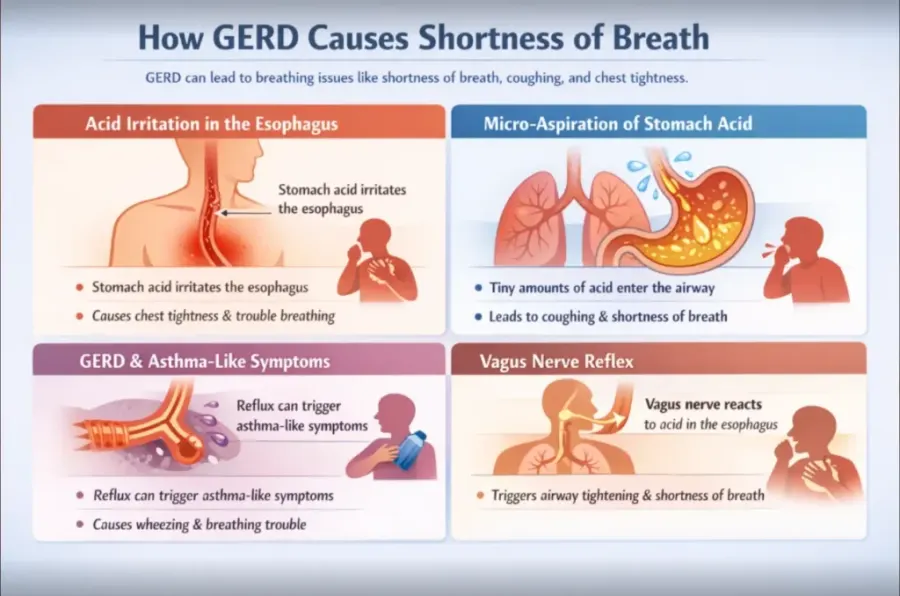 How GERD Causes Shortness of Breath
GERD can lead to breathing issues like shortness of breath, coughing, and chest tightness.
Acid Irritation in the Esophagus
Stomach acid irritates
the esophagus
• Stomach acid irritates the esophagus
• Causes chest tightness & trouble breathing
Micro-Aspiration of Stomach Acid
• Tiny amounts of acid enter the airway
• Leads to coughing & shortness of breath
GERD & Asthma-Like Symptoms
Reflux can trigger
asthma-like symptoms
• Reflux can trigger asthma-like symptoms
• Causes wheezing & breathing trouble
Vagus Nerve Reflex
Vagus nerve reacts
to acid in the esophagus
• Triggers airway tightening & shortness of breath